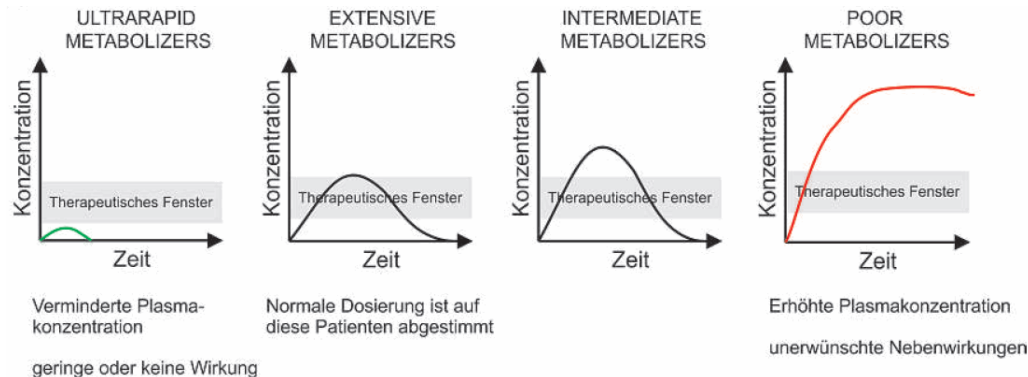 ULTRARAPID
METABOLIZERS
Konzentration
Therapeutisches Fenster
Zeit
Verminderte Plasma-
konzentration
geringe oder keine Wirkung
EXTENSIVE
METABOLIZERS
Konzentration
Therapeutisches Fenster
Zeit
Normale Dosierung ist auf
diese Patienten abgestimmt
INTERMEDIATE
METABOLIZERS
Konzentration
Therapeutisches Fenster
Zeit
POOR
METABOLIZERS
Konzentration
Therapeutisches Fenster
Zeit
Erhöhte Plasmakonzentration
unerwünschte Nebenwirkungen